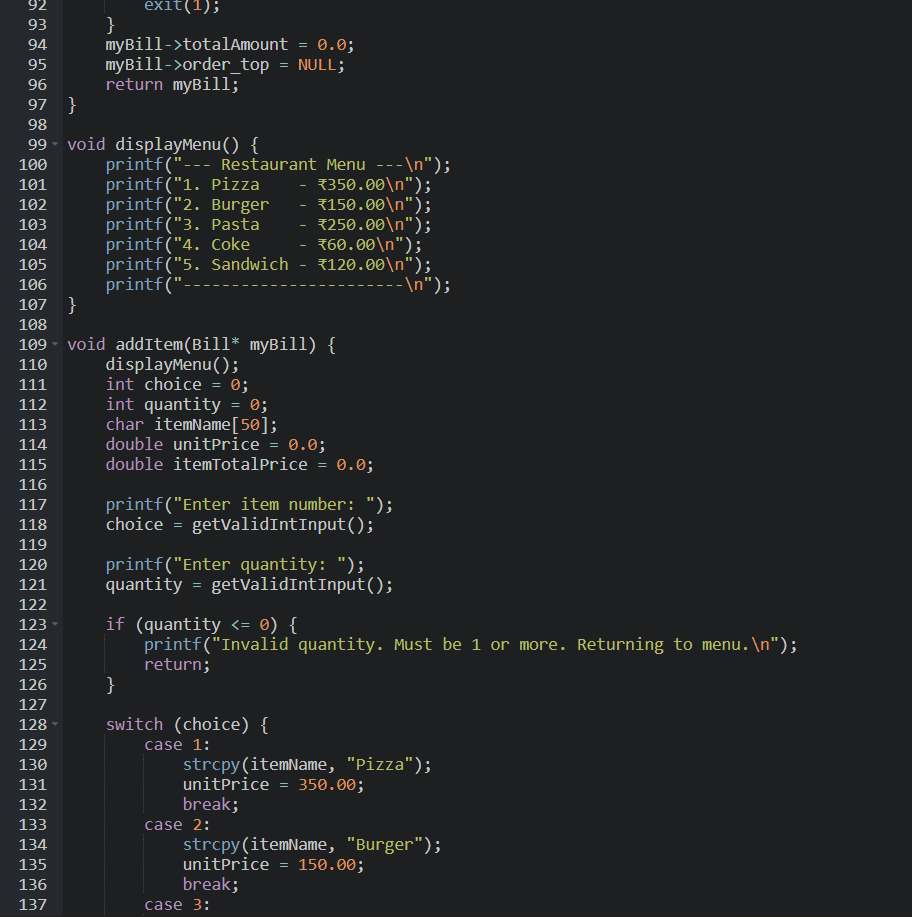 92 exit(1);
93 }
94 myBill->totalAmount = 0.0;
95 myBill->order_top = NULL;
96 return myBill;
97 }
98
99 void displayMenu() {
100 printf("--- Restaurant Menu ---\n");
101 printf("1. Pizza    - ₹350.00\n");
102 printf("2. Burger   - ₹150.00\n");
103 printf("3. Pasta    - ₹250.00\n");
104 printf("4. Coke     - ₹60.00\n");
105 printf("5. Sandwich - ₹120.00\n");
106 printf("-----------------------\n");
107 }
108
109 void addItem(Bill* myBill) {
110 displayMenu();
111 int choice = 0;
112 int quantity = 0;
113 char itemName[50];
114 double unitPrice = 0.0;
115 double itemTotalPrice = 0.0;
116
117 printf("Enter item number: ");
118 choice = getValidIntInput();
119
120 printf("Enter quantity: ");
121 quantity = getValidIntInput();
122
123 if (quantity <= 0) {
124 printf("Invalid quantity. Must be 1 or more. Returning to menu.\n");
125 return;
126 }
127
128 switch (choice) {
129 case 1:
130 strcpy(itemName, "Pizza");
131 unitPrice = 350.00;
132 break;
133 case 2:
134 strcpy(itemName, "Burger");
135 unitPrice = 150.00;
136 break;
137 case 3: